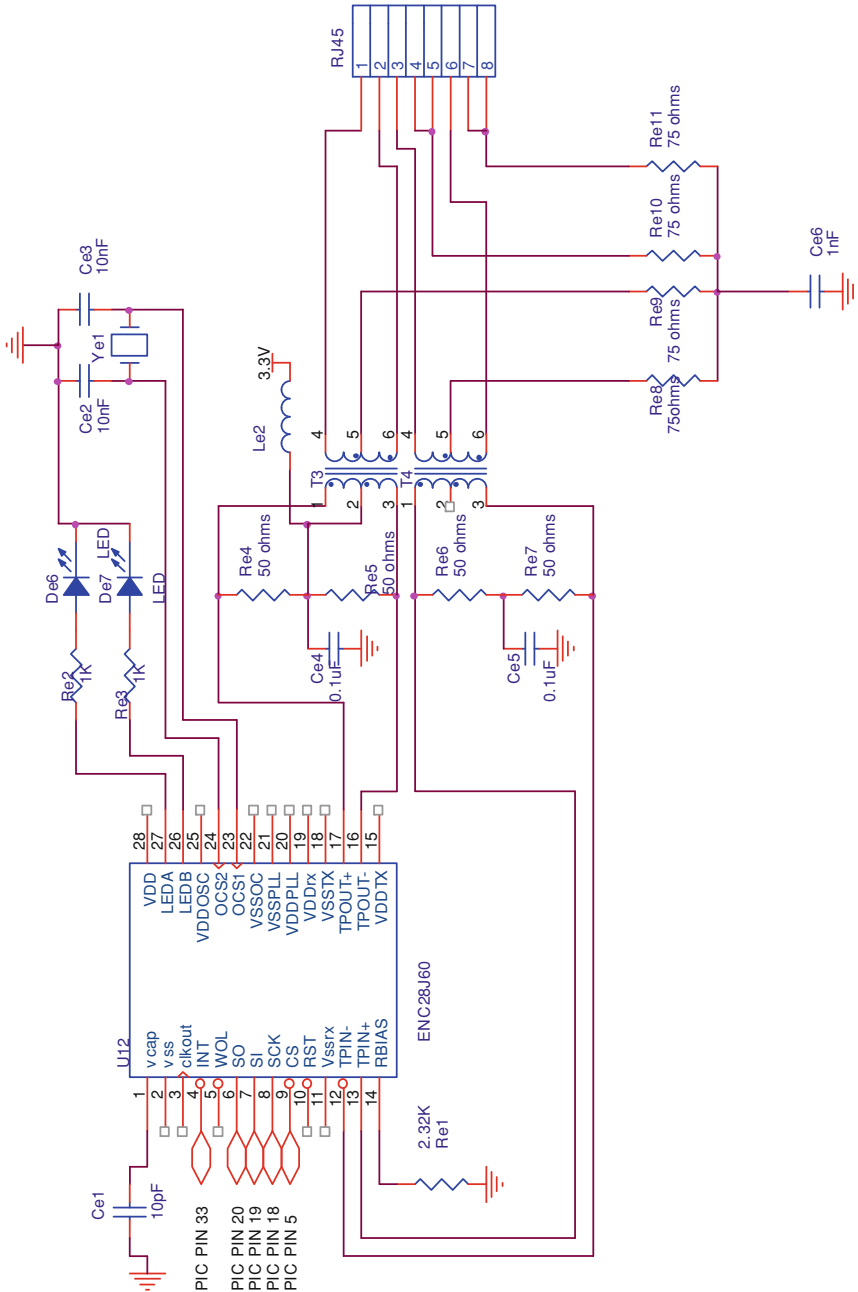 RJ45
1
2
3
4
5
6
7
8
Ce3
10nF
Ye1
Ce2
10nF
3.3V
Le2
De6
LED
De7
LED
Re2
1K
Re3
1K
T3
1
2
3
4
5
6
T4
1
2
3
4
5
6
Re4
50 ohms
Re5
50 ohms
Re6
50 ohms
Re7
50 ohms
Ce4
0.1uF
Ce5
0.1uF
Re11
75 ohms
Re10
75 ohms
Re9
75 ohms
Re8
75ohms
Ce6
1nF
U12
ENC28J60
28 VDD
27 LEDA
26 LEDB
25 VDDOSC
24 OCS2
23 OCS1
22 VSSOC
21 VSSPLL
20 VDDPLL
19 VDDrx
18 VSSTX
17 TPOUT+
16 TPOUT-
15 VDDTX
1 vcap
2 vss
3 clkout
4 INT
5 WOL
6 SO
7 SI
8 SCK
9 CS
10 RST
11 Vssrx
12 TPIN-
13 TPIN+
14 RBIAS
Ce1
10pF
PIC PIN 33
PIC PIN 20
PIC PIN 19
PIC PIN 18
PIC PIN 5
2.32K
Re1